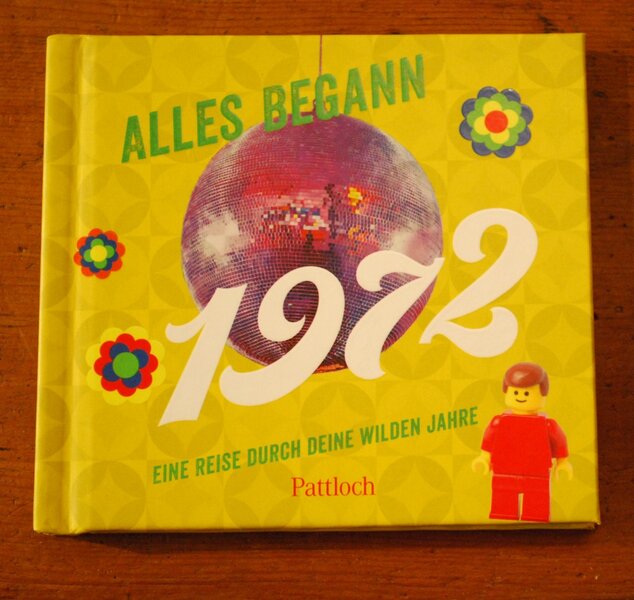 ALLES BEGANN
1972
EINE REISE DURCH DEINE WILDEN JAHRE
Pattloch